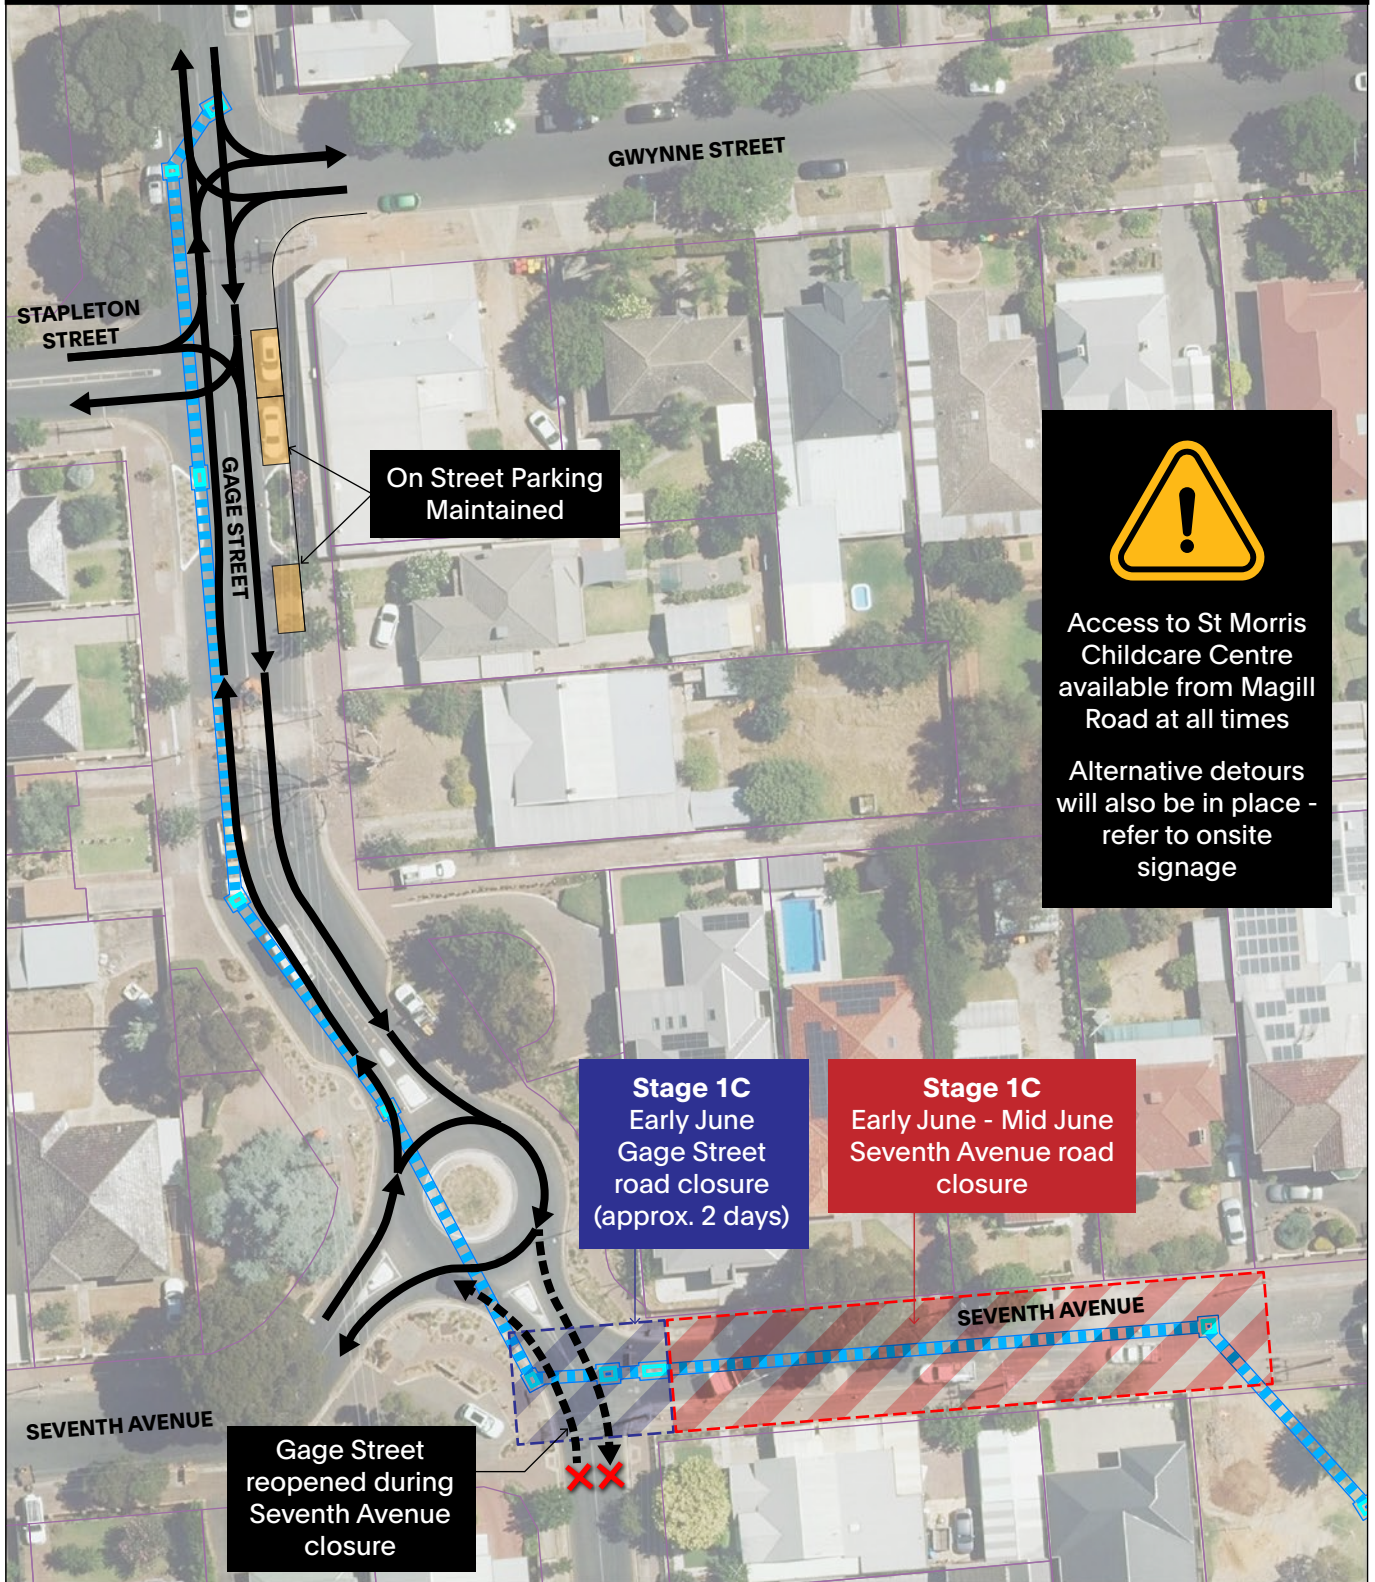 GWYNNE STREET
STAPLETON
STREET
GAGE STREET
On Street Parking
Maintained
!
Access to St Morris
Childcare Centre
available from Magill
Road at all times
Alternative detours
will also be in place -
refer to onsite
signage
Stage 1C
Early June
Gage Street
road closure
(approx. 2 days)
Stage 1C
Early June - Mid June
Seventh Avenue road
closure
SEVENTH AVENUE
SEVENTH AVENUE
Gage Street
reopened during
Seventh Avenue
closure